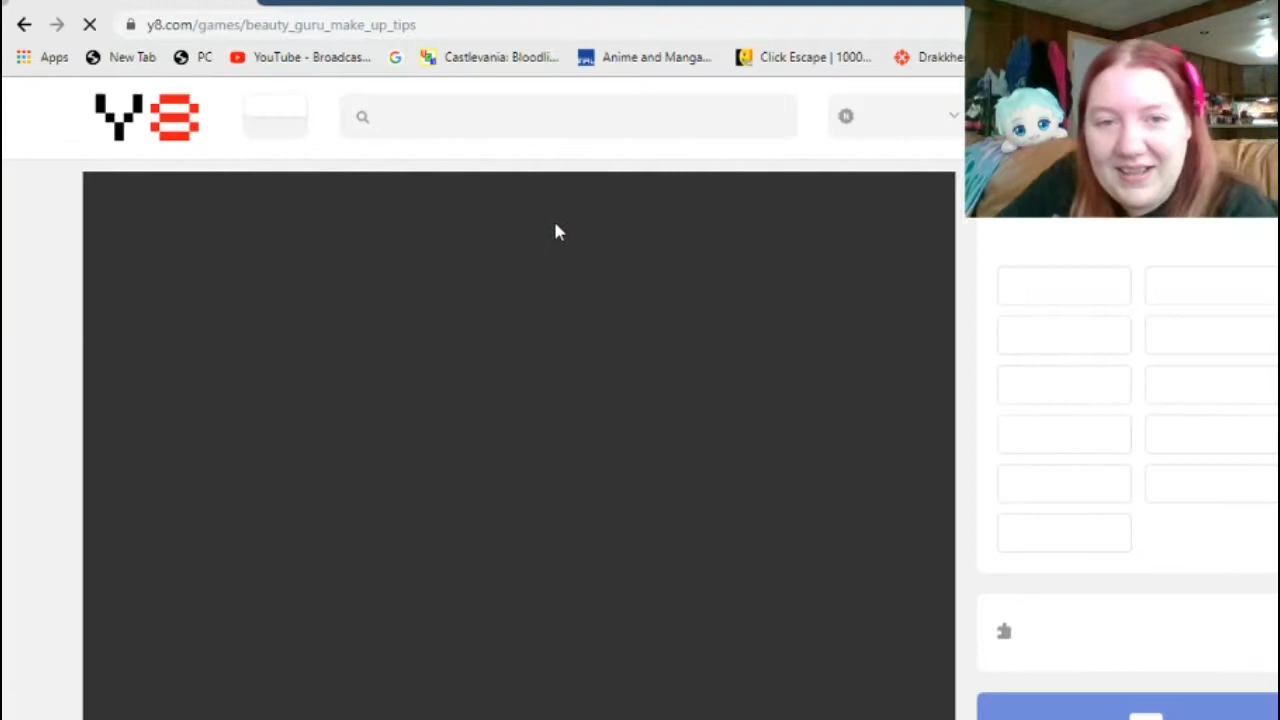 y8.com/games/beauty_guru_make_up_tips
Apps New Tab PC YouTube - Broadcas... Castlevania: Bloodli... Anime and Manga... Click Escape | 1000... Drakkhe
Y8